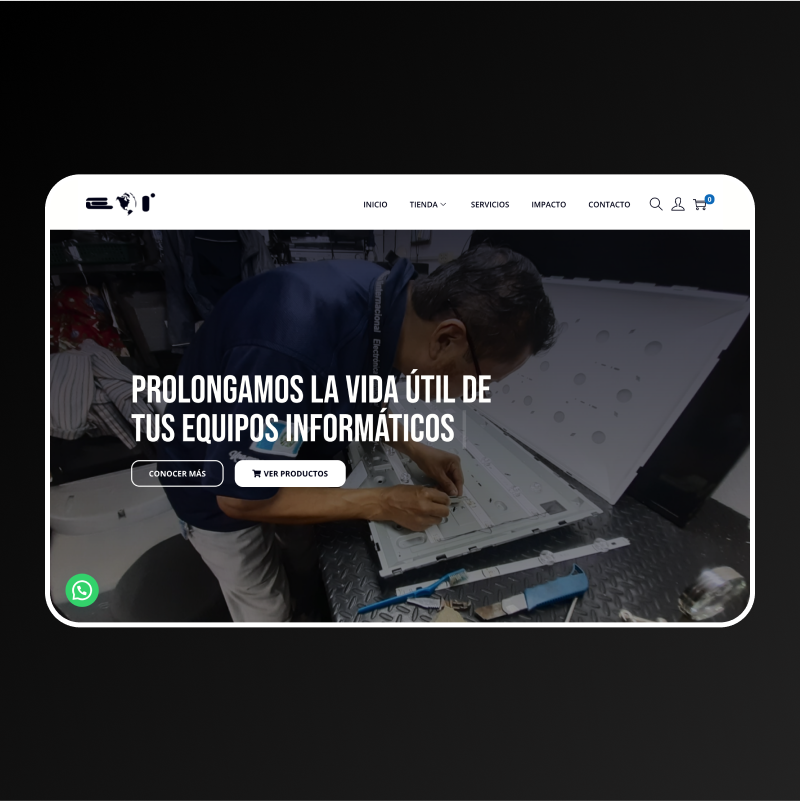 INICIO
TIENDA
SERVICIOS
IMPACTO
CONTACTO
0
PROLONGAMOS LA VIDA ÚTIL DE
TUS EQUIPOS INFORMÁTICOS
CONOCER MÁS
VER PRODUCTOS